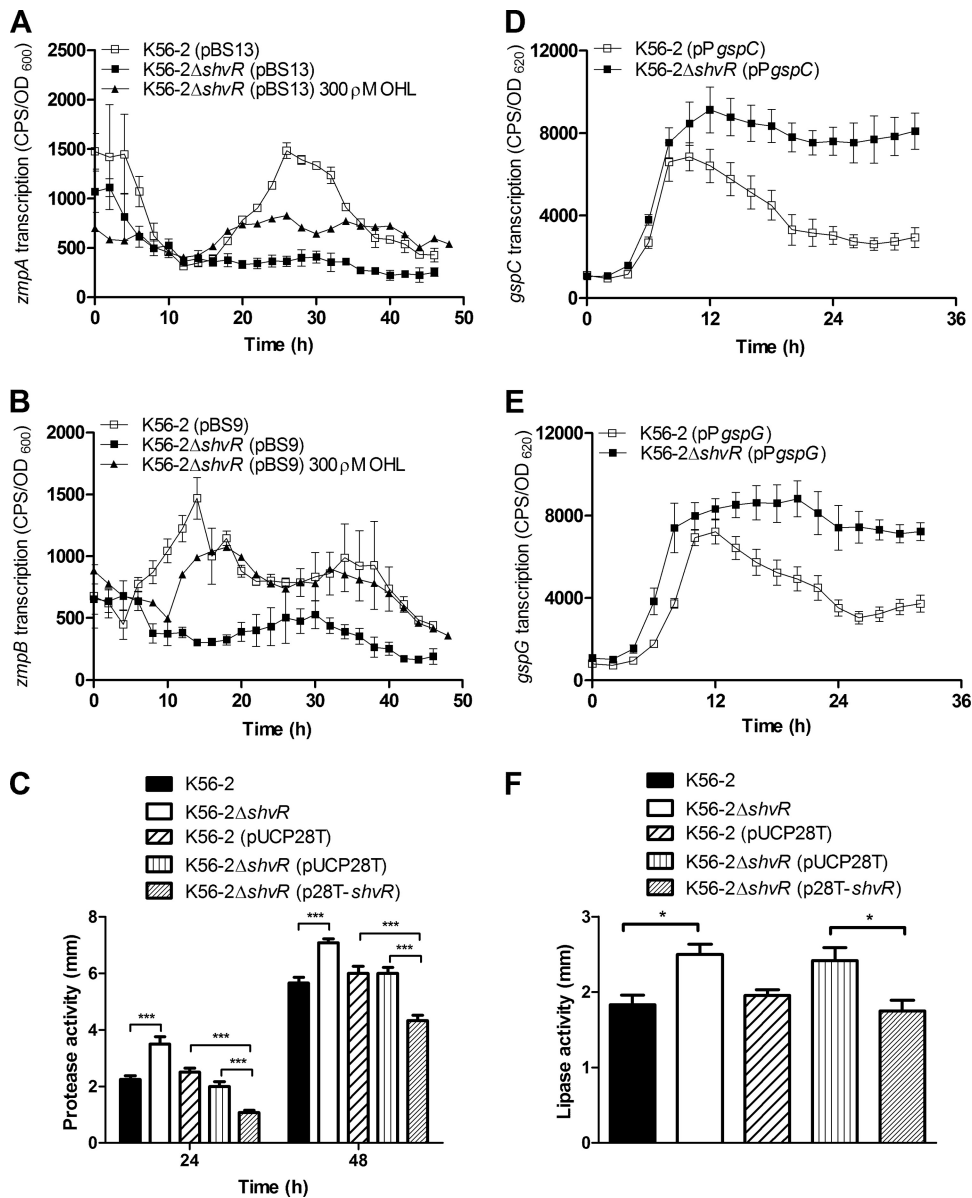 A
K56-2 (pBS13)
K56-2ΔshvR (pBS13)
K56-2ΔshvR (pBS13) 300 ρM OHL
zmpA transcription (CPS/OD 600)
2500
2000
1500
1000
500
0
0 10 20 30 40 50
Time (h)
D
K56-2 (pPgspC)
K56-2ΔshvR (pPgspC)
gspC transcription (CPS/OD 620)
12000
8000
4000
0
0 12 24 36
Time (h)
B
K56-2 (pBS9)
K56-2ΔshvR (pBS9)
K56-2ΔshvR (pBS9) 300 ρM OHL
zmpB transcription (CPS/OD 600)
2000
1500
1000
500
0
0 10 20 30 40 50
Time (h)
E
K56-2 (pPgspG)
K56-2ΔshvR (pPgspG)
gspG tanscription (CPS/OD 620)
12000
8000
4000
0
0 12 24 36
Time (h)
C
K56-2
K56-2ΔshvR
K56-2 (pUCP28T)
K56-2ΔshvR (pUCP28T)
K56-2ΔshvR (p28T-shvR)
Protease activity (mm)
8
6
4
2
0
*** *** *** *** *** ***
24 48
Time (h)
F
K56-2
K56-2ΔshvR
K56-2 (pUCP28T)
K56-2ΔshvR (pUCP28T)
K56-2ΔshvR (p28T-shvR)
Lipase activity (mm)
3
2
1
0
* *